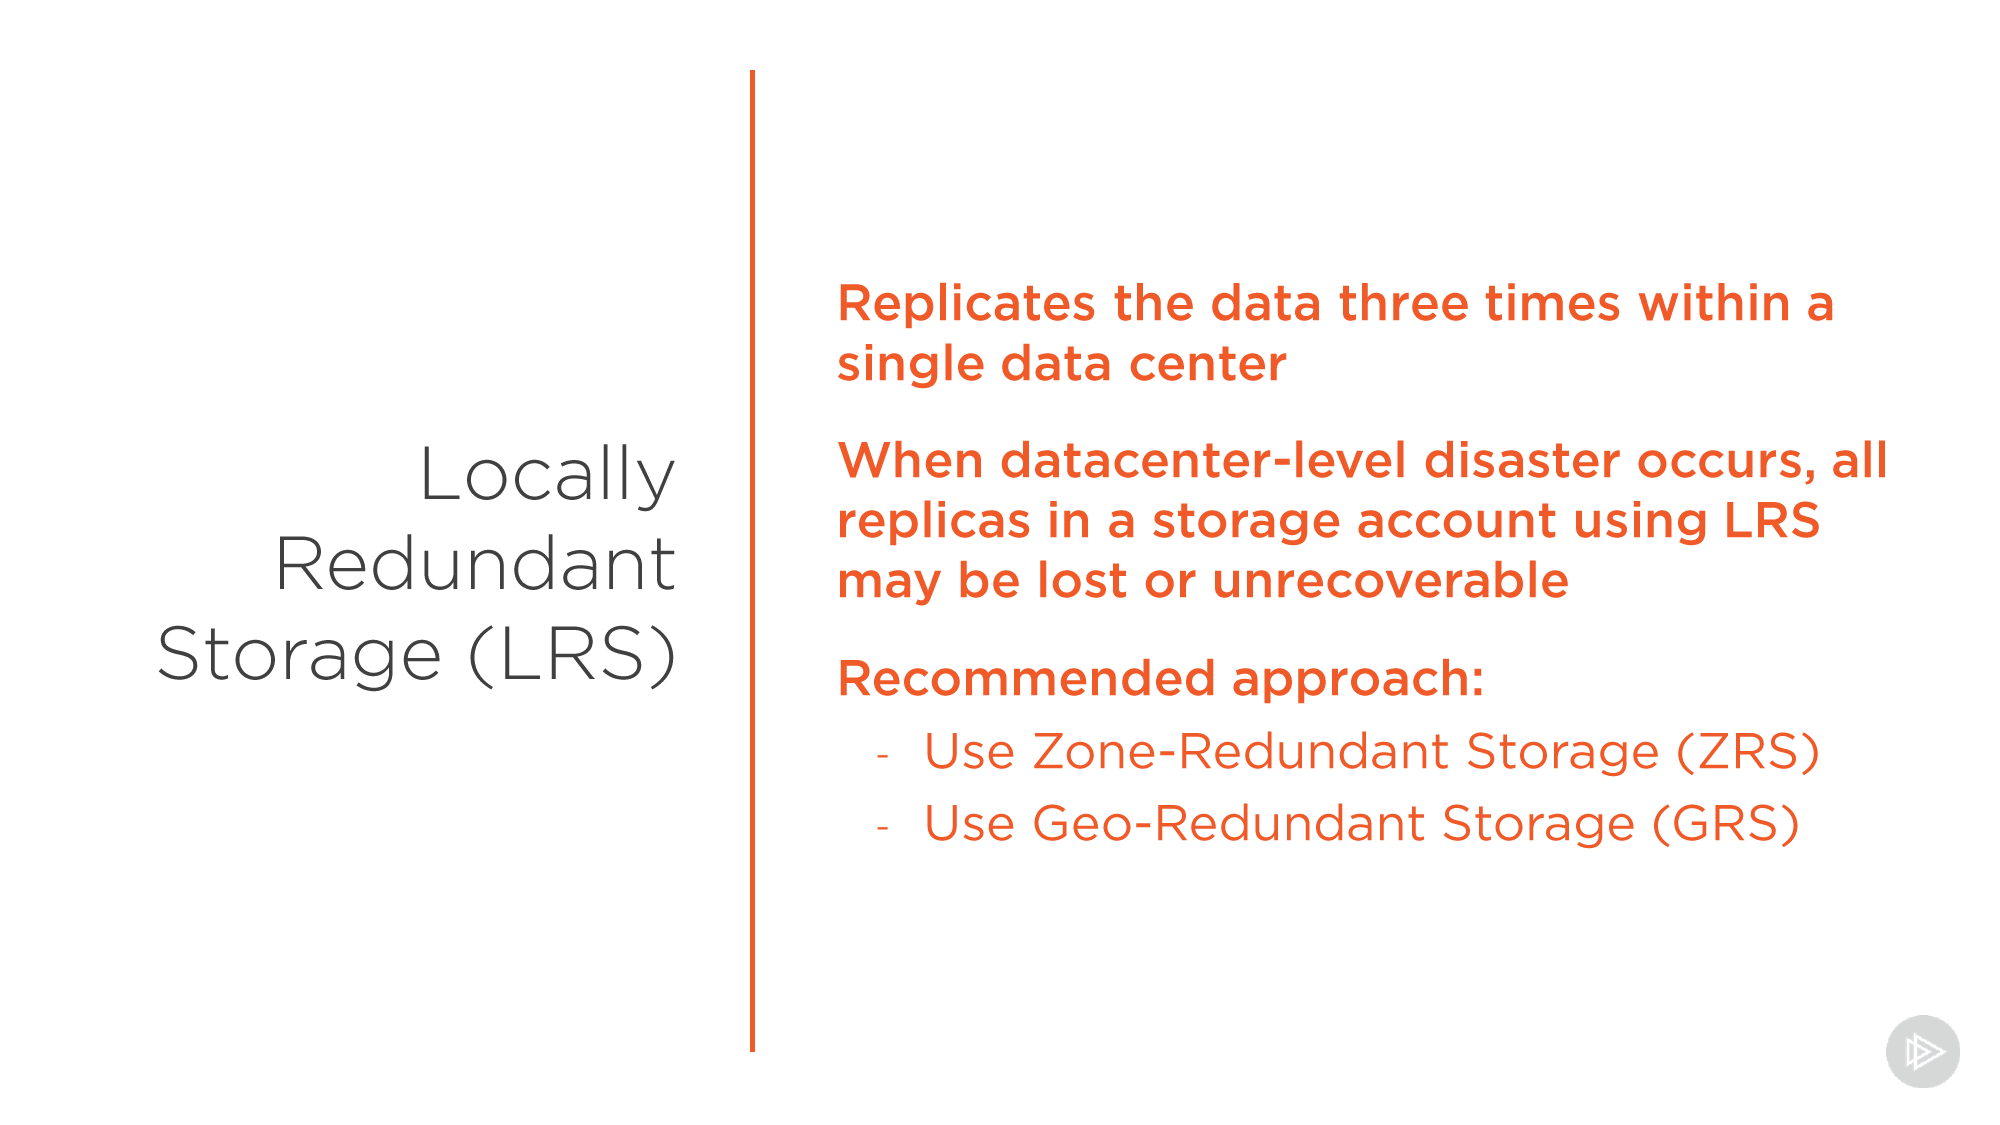 Locally
Redundant
Storage (LRS)
Replicates the data three times within a
single data center
When datacenter-level disaster occurs, all
replicas in a storage account using LRS
may be lost or unrecoverable
Recommended approach:
- Use Zone-Redundant Storage (ZRS)
- Use Geo-Redundant Storage (GRS)